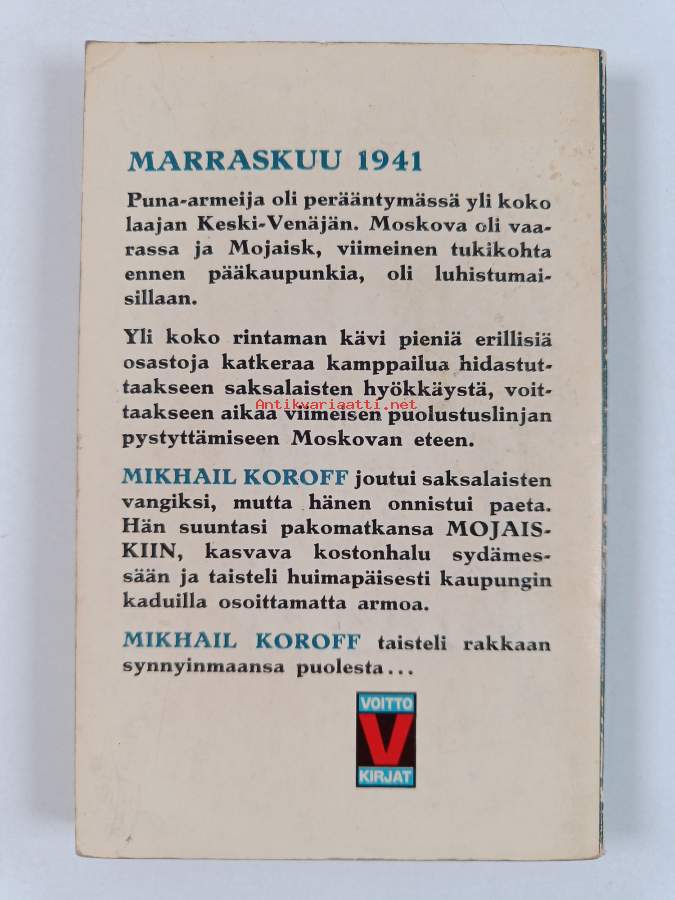 MARRASKUU 1941
Puna-armeija oli perääntymässä yli koko
laajan Keski-Venäjän. Moskova oli vaa-
rassa ja Mojaisk, viimeinen tukikohta
ennen pääkaupunkia, oli luhistumai-
sillaan.
Yli koko rintaman kävi pieniä erillisiä
osastoja katkeraa kamppailua hidastut-
taakseen saksalaisten hyökkäystä, voit-
Antikvariaatti.net
taakseen aikaa viimeisen puolustuslinjan
pystyttämiseen Moskovan eteen.
MIKHAIL KOROFF joutui saksalaisten
vangiksi, mutta hänen onnistui paeta.
Hän suuntasi pakomatkansa MOJAIS-
KIIN, kasvava kostonhalu sydämes-
sään ja taisteli huimapäisesti kaupungin
kaduilla osoittamatta armoa.
MIKHAIL KOROFF taisteli rakkaan
synnyinmaansa puolesta...
VOITTO
V
KIRJAT